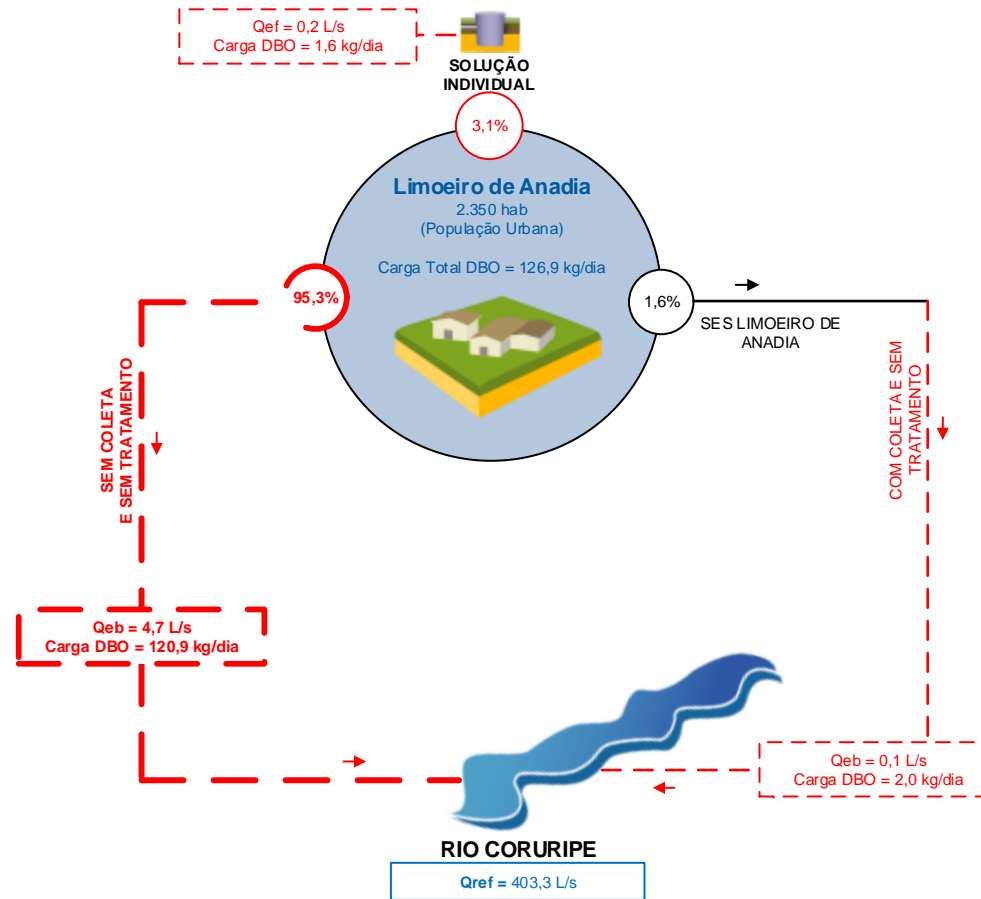 Qef = 0,2 L/s
Carga DBO = 1,6 kg/dia
SOLUÇÃO
INDIVIDUAL
3,1%
Limoeiro de Anadia
2.350 hab
(População Urbana)
Carga Total DBO = 126,9 kg/dia
95,3%
1,6%
SES LIMOEIRO DE
ANADIA
SEM COLETA
E SEM TRATAMENTO
COM COLETA E SEM
TRATAMENTO
Qeb = 4,7 L/s
Carga DBO = 120,9 kg/dia
Qeb = 0,1 L/s
Carga DBO = 2,0 kg/dia
RIO CORURIPE
Qref = 403,3 L/s